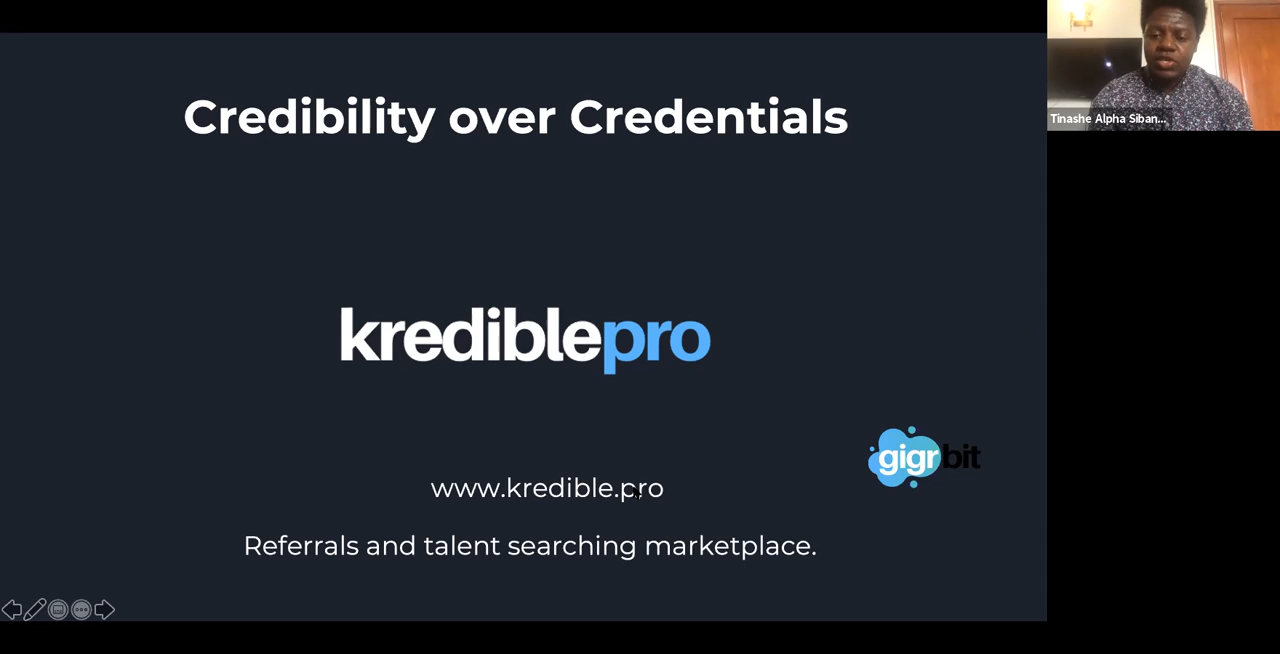 Credibility over Credentials
krediblepro
gigrbit
www.kredible.pro
Referrals and talent searching marketplace.
Tinashe Alpha Siban...